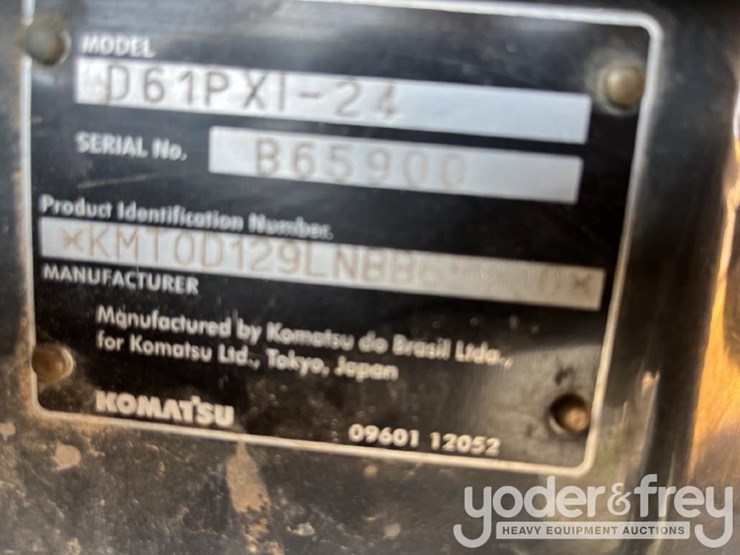 MODEL
D61PXI-24
SERIAL No.
B65900
Product Identification Number.
MANUFACTURER
Manufactured by Komatsu do Brasil Ltda.,
for Komatsu Ltd., Tokyo, Japan
KOMATSU
09601 12052
yoder&frey
HEAVY EQUIPMENT AUCTIONS